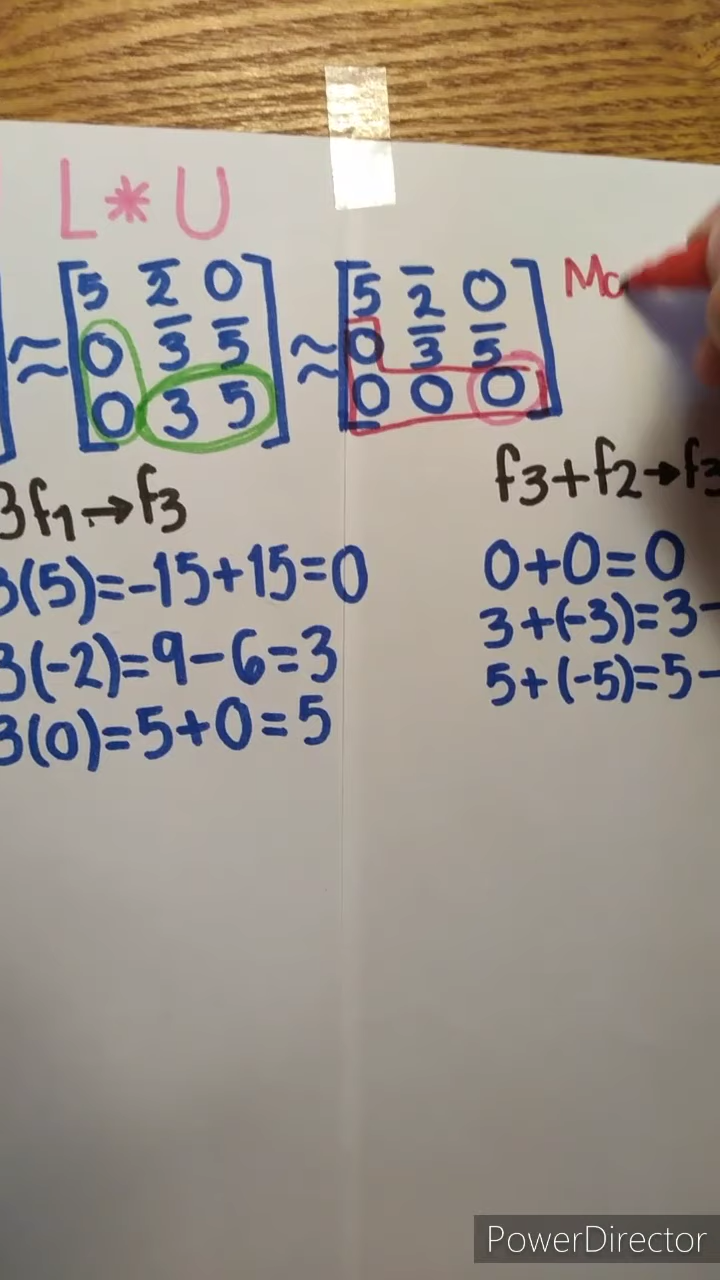 L * U
≈ [ 5 -2 0 ] ≈ [ 5 -2 0 ] Ma
0 -3 -5 0 -3 -5
0 3 5 0 0 0
3f1→f3
f3+f2→f3
3(5)=-15+15=0
0+0=0
3(-2)=9-6=3
3+(-3)=3-
3(0)=5+0=5
5+(-5)=5-
PowerDirector